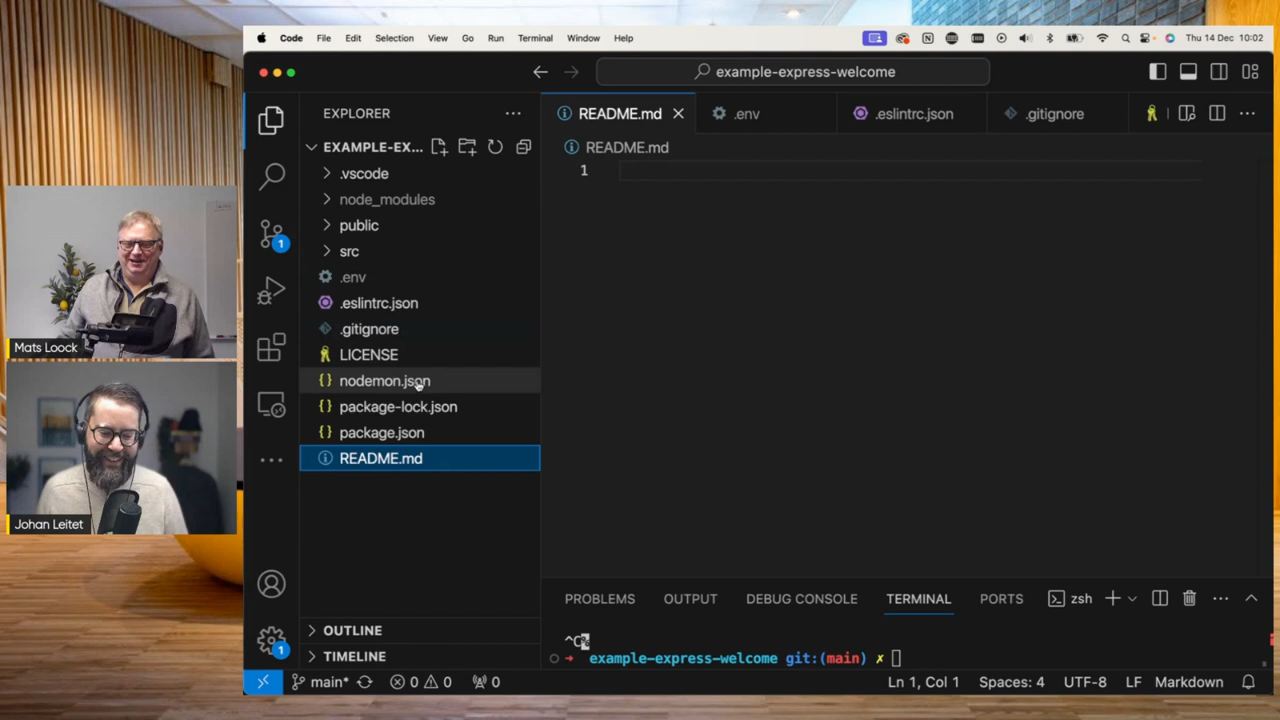 Code File Edit Selection View Go Run Terminal Window Help Thu 14 Dec 10:02
example-express-welcome
EXPLORER
EXAMPLE-EX...
.vscode
node_modules
public
src
.env
.eslintrc.json
.gitignore
LICENSE
nodemon.json
package-lock.json
package.json
README.md
OUTLINE
TIMELINE
1
1
README.md .env .eslintrc.json .gitignore
README.md
1
PROBLEMS OUTPUT DEBUG CONSOLE TERMINAL PORTS zsh
^C%
example-express-welcome git:(main) ✗
main* 0 0 0 Ln 1, Col 1 Spaces: 4 UTF-8 LF Markdown
Mats Loock
Johan Leitet